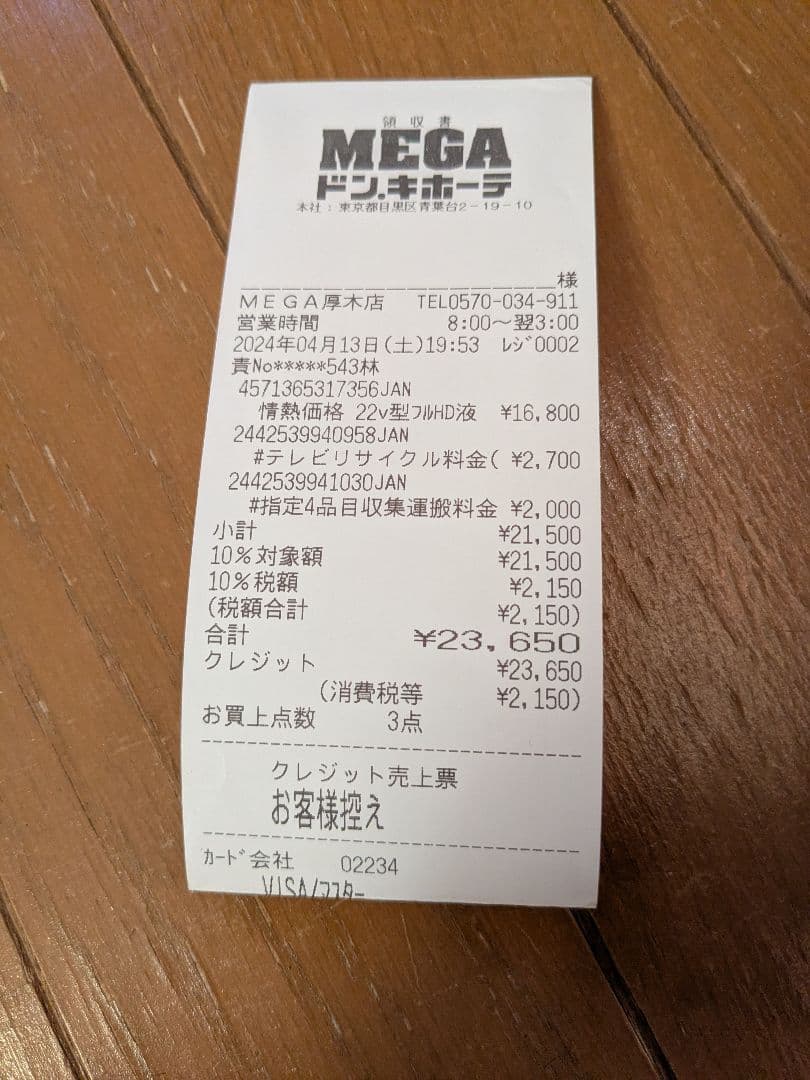 領収書
MEGA
ドン.キホーテ
本社：東京都目黒区青葉台2-19-10
様
ＭＥＧＡ厚木店 TEL0570-034-911
営業時間 8:00〜翌3:00
2024年04月13日(土)19:53 ﾚｼﾞ0002
責No*****543林
4571365317356JAN
情熱価格 22v型ﾌﾙHD液 ¥16,800
2442539940958JAN
#テレビリサイクル料金( ¥2,700
2442539941030JAN
#指定4品目収集運搬料金 ¥2,000
小計 ¥21,500
10%対象額 ¥21,500
10%税額 ¥2,150
(税額合計 ¥2,150)
合計 ¥23,650
クレジット ¥23,650
(消費税等 ¥2,150)
お買上点数 3点
クレジット売上票
お客様控え
ｶｰﾄﾞ会社 02234
VISA/ﾏｽﾀｰ